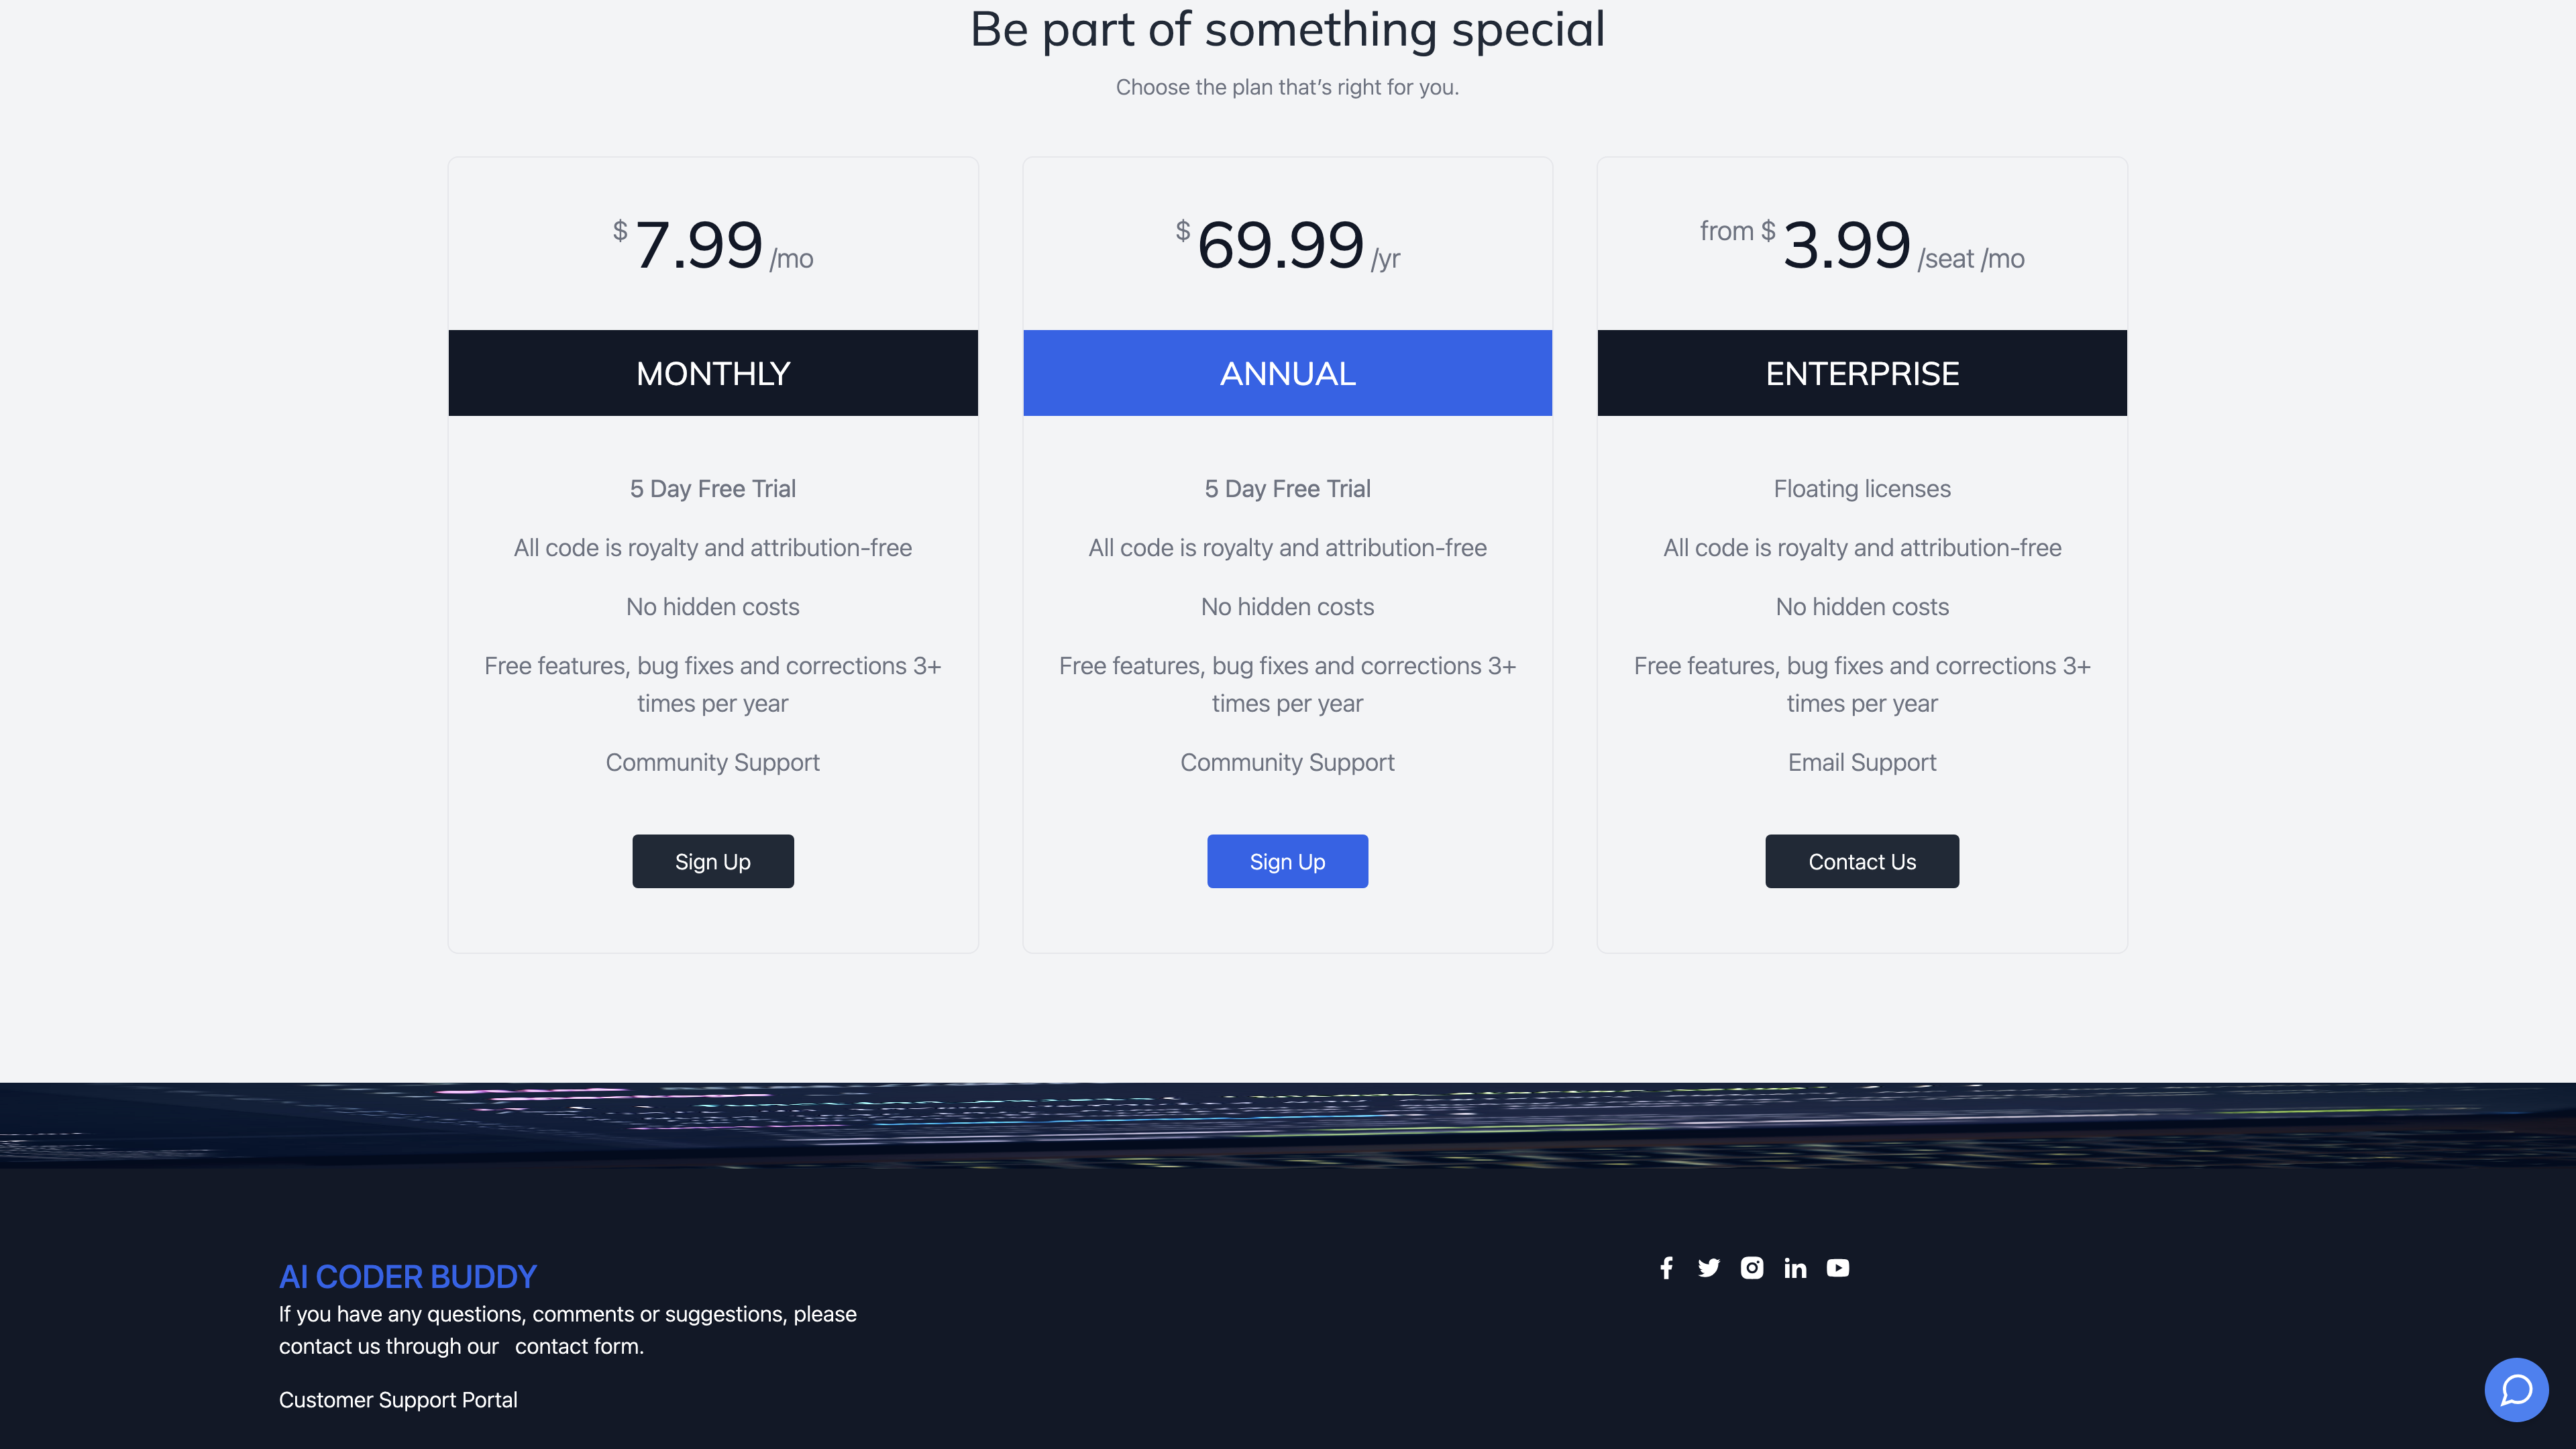 Be part of something special
Choose the plan that’s right for you.
$ 7.99 /mo
MONTHLY
5 Day Free Trial
All code is royalty and attribution-free
No hidden costs
Free features, bug fixes and corrections 3+
times per year
Community Support
Sign Up
$ 69.99 /yr
ANNUAL
5 Day Free Trial
All code is royalty and attribution-free
No hidden costs
Free features, bug fixes and corrections 3+
times per year
Community Support
Sign Up
from $ 3.99 /seat /mo
ENTERPRISE
Floating licenses
All code is royalty and attribution-free
No hidden costs
Free features, bug fixes and corrections 3+
times per year
Email Support
Contact Us
AI CODER BUDDY
If you have any questions, comments or suggestions, please
contact us through our contact form.
Customer Support Portal